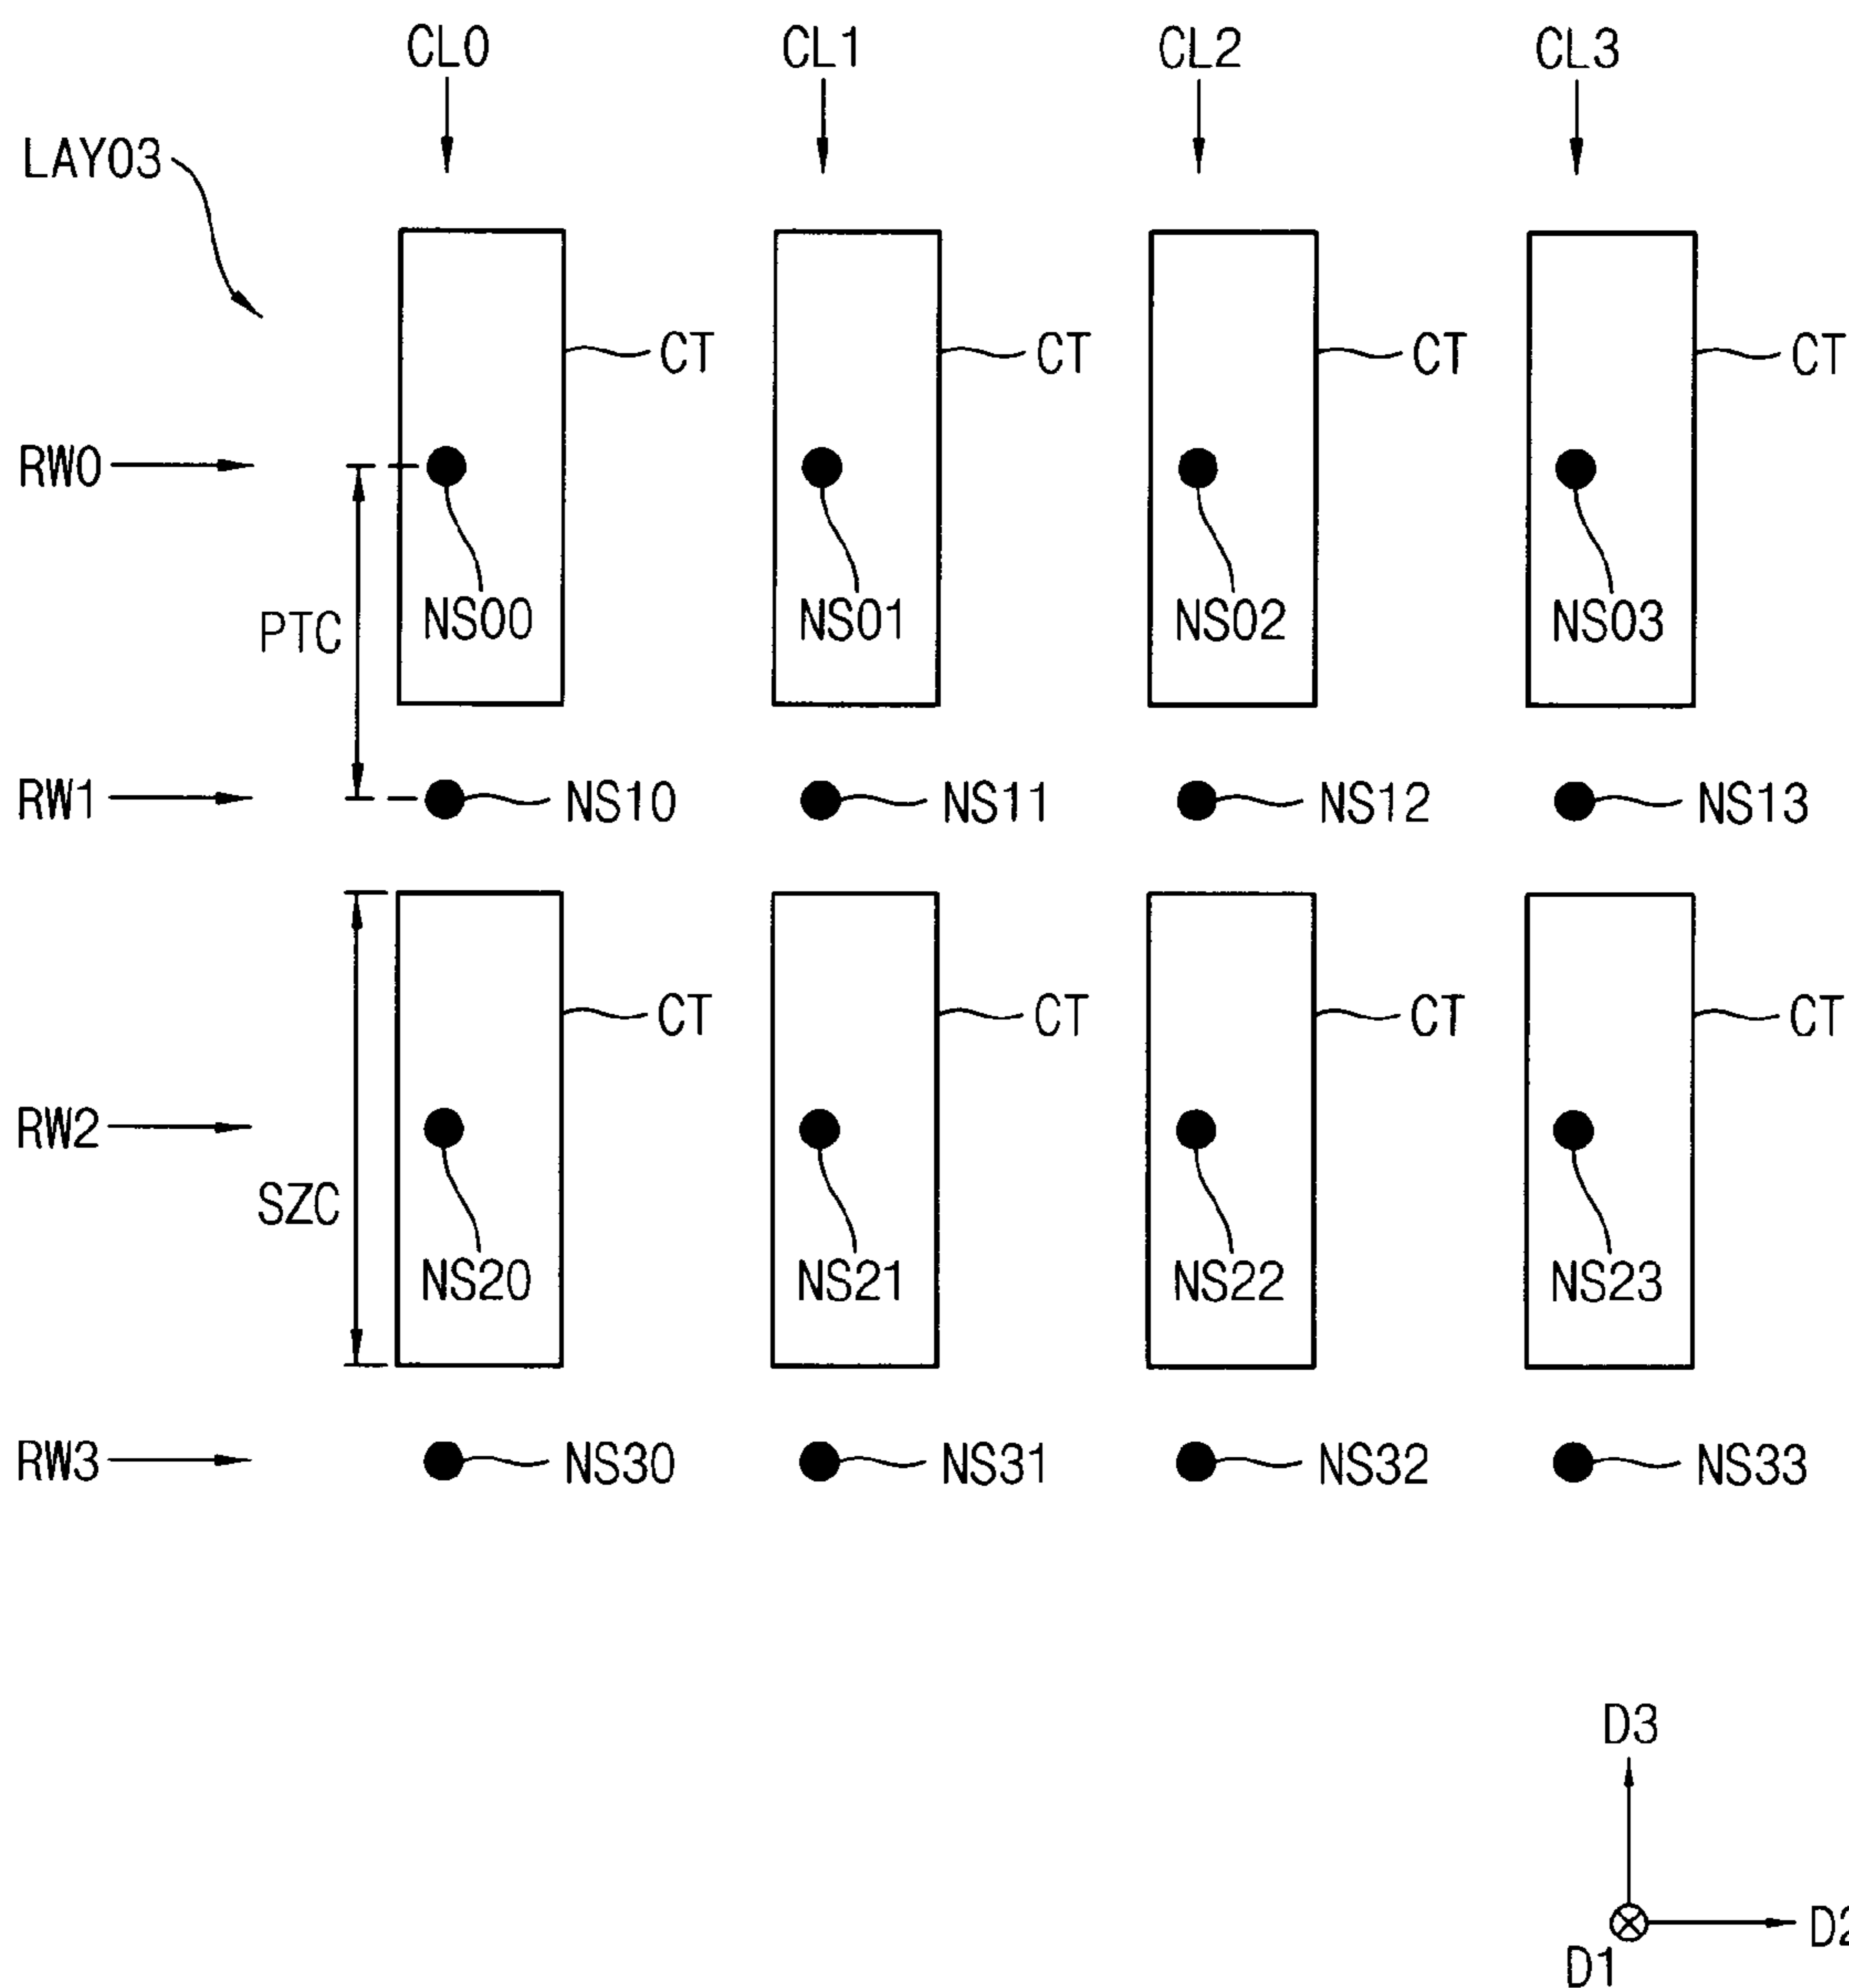 CL0 CL1 CL2 CL3
LAY03
CT CT CT CT
RW0
PTC NS00 NS01 NS02 NS03
RW1 NS10 NS11 NS12 NS13
CT CT CT CT
RW2
SZC
NS20 NS21 NS22 NS23
RW3 NS30 NS31 NS32 NS33
D3
D2
D1